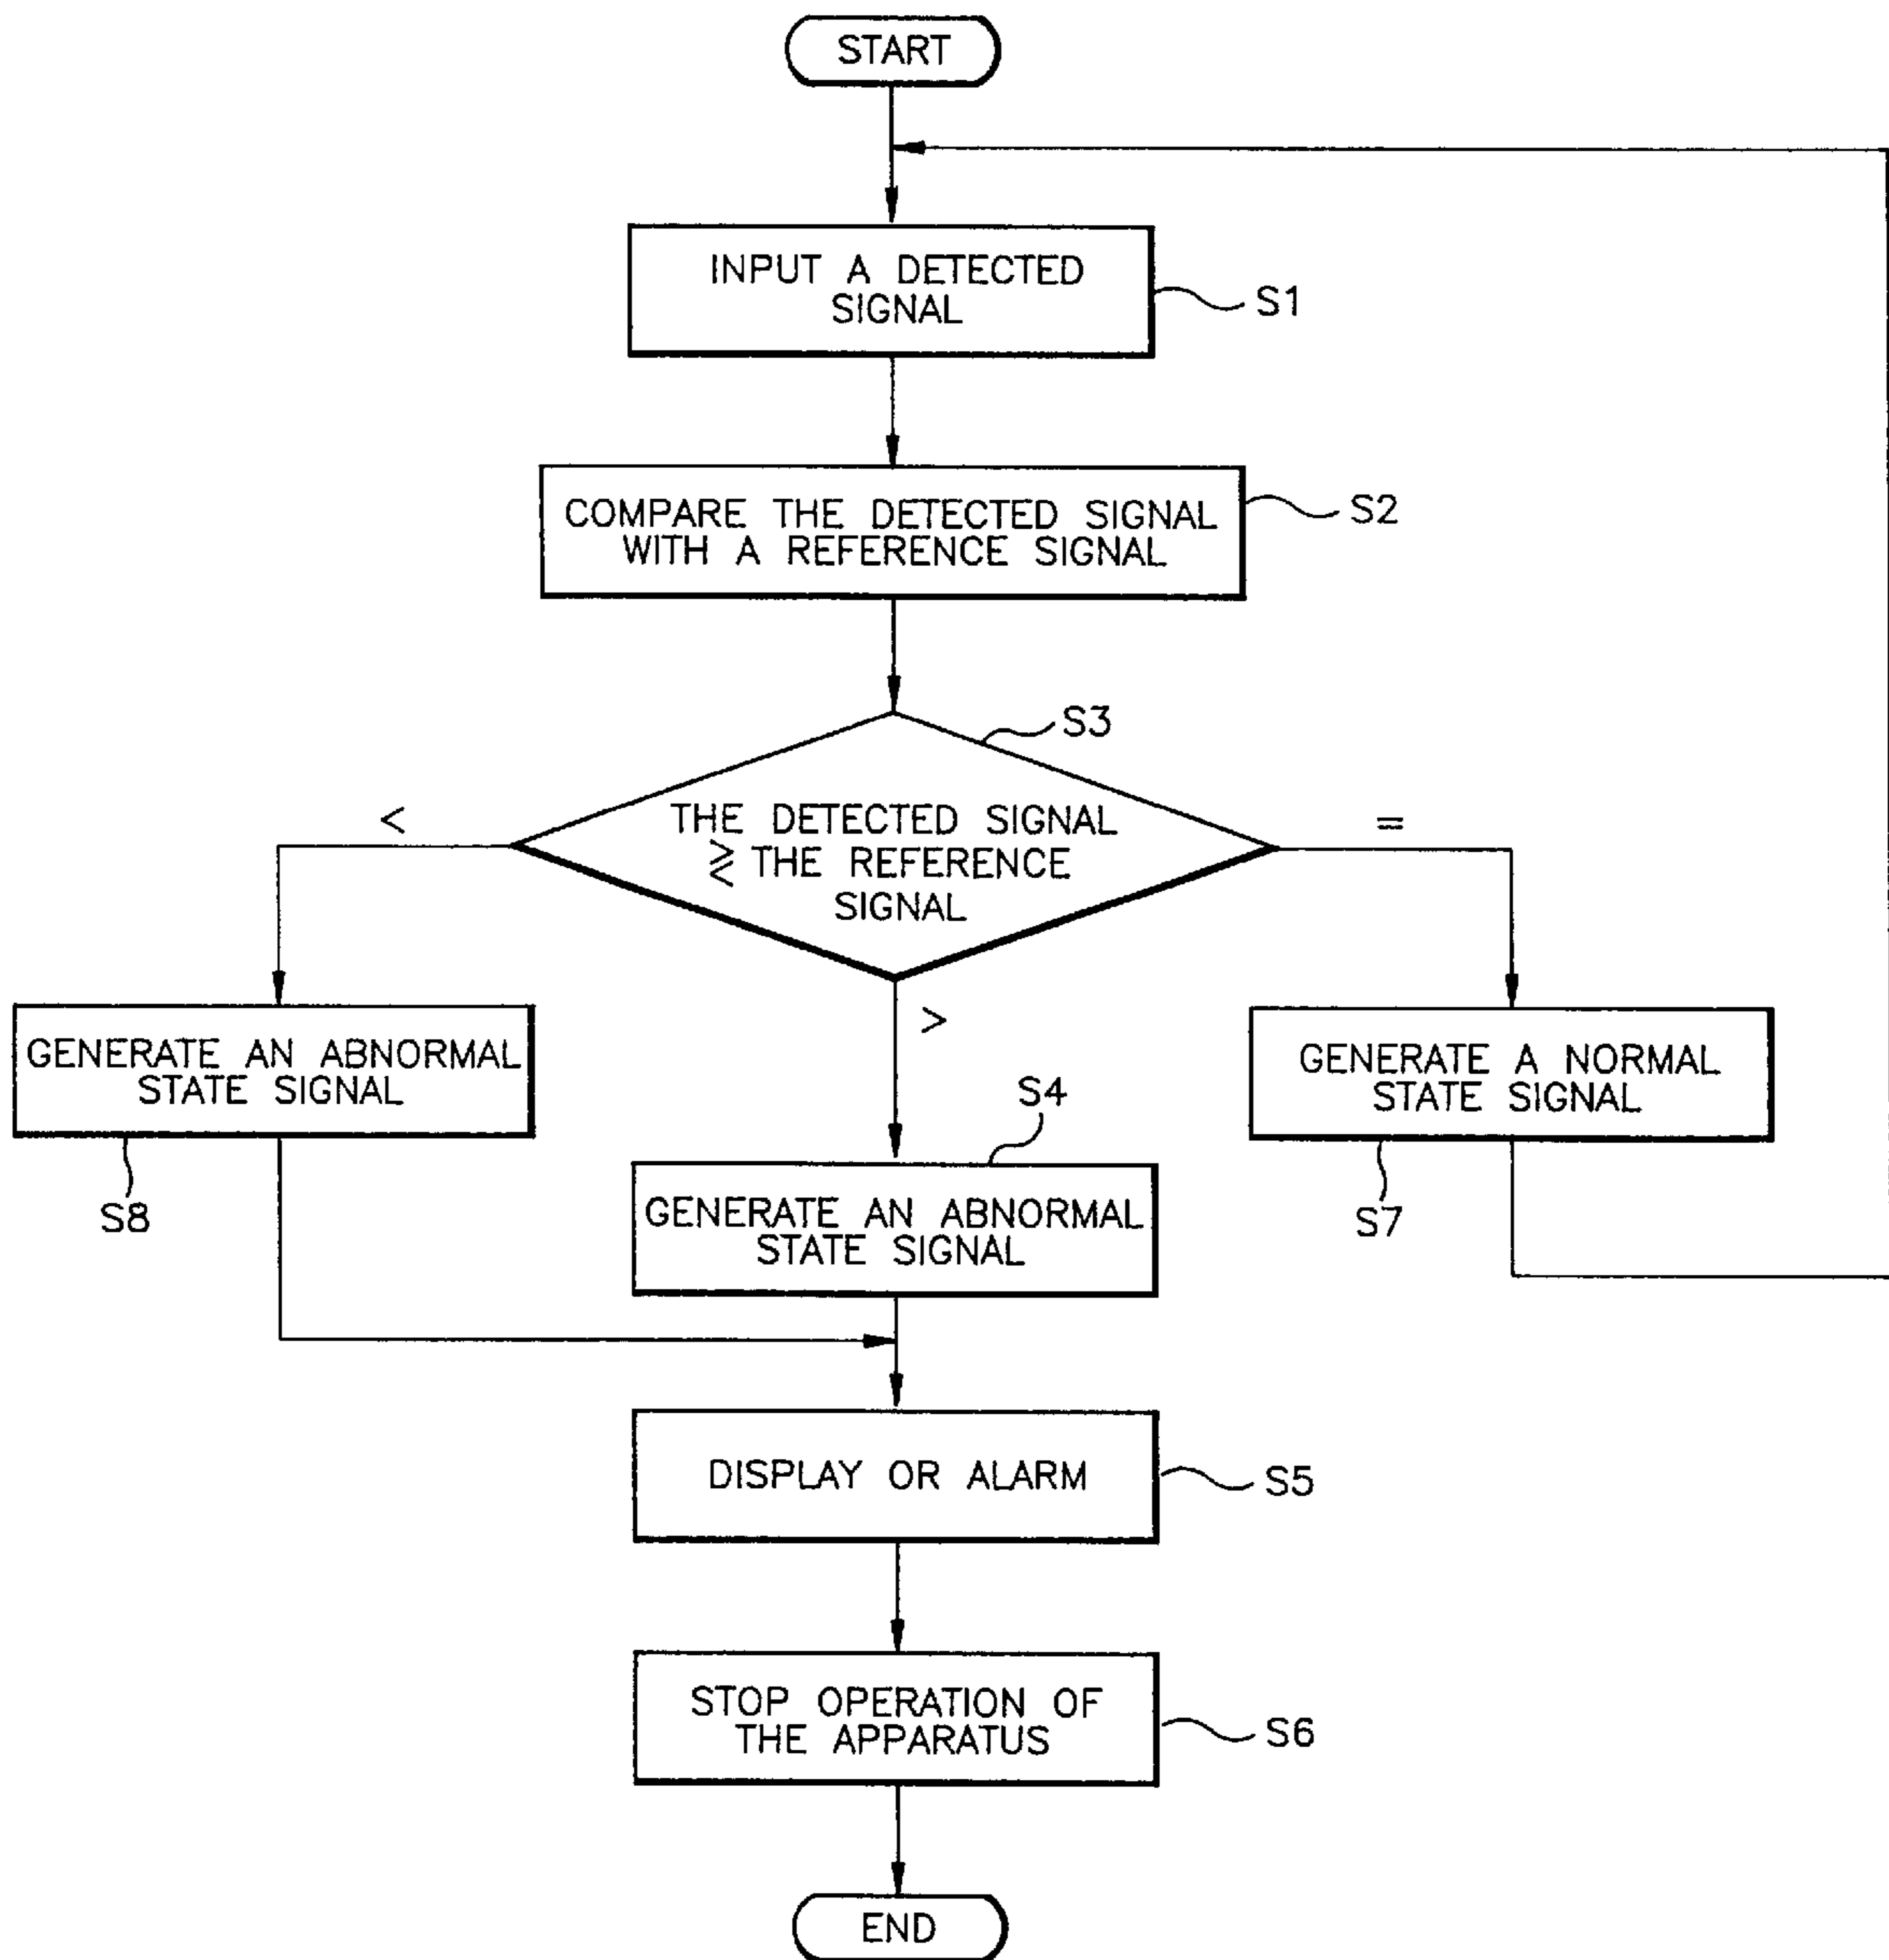 START
INPUT A DETECTED
SIGNAL
S1
COMPARE THE DETECTED SIGNAL
WITH A REFERENCE SIGNAL
S2
S3
THE DETECTED SIGNAL
⪌ THE REFERENCE
SIGNAL
<
=
>
GENERATE AN ABNORMAL
STATE SIGNAL
S8
S4
GENERATE AN ABNORMAL
STATE SIGNAL
GENERATE A NORMAL
STATE SIGNAL
S7
DISPLAY OR ALARM
S5
STOP OPERATION OF
THE APPARATUS
S6
END